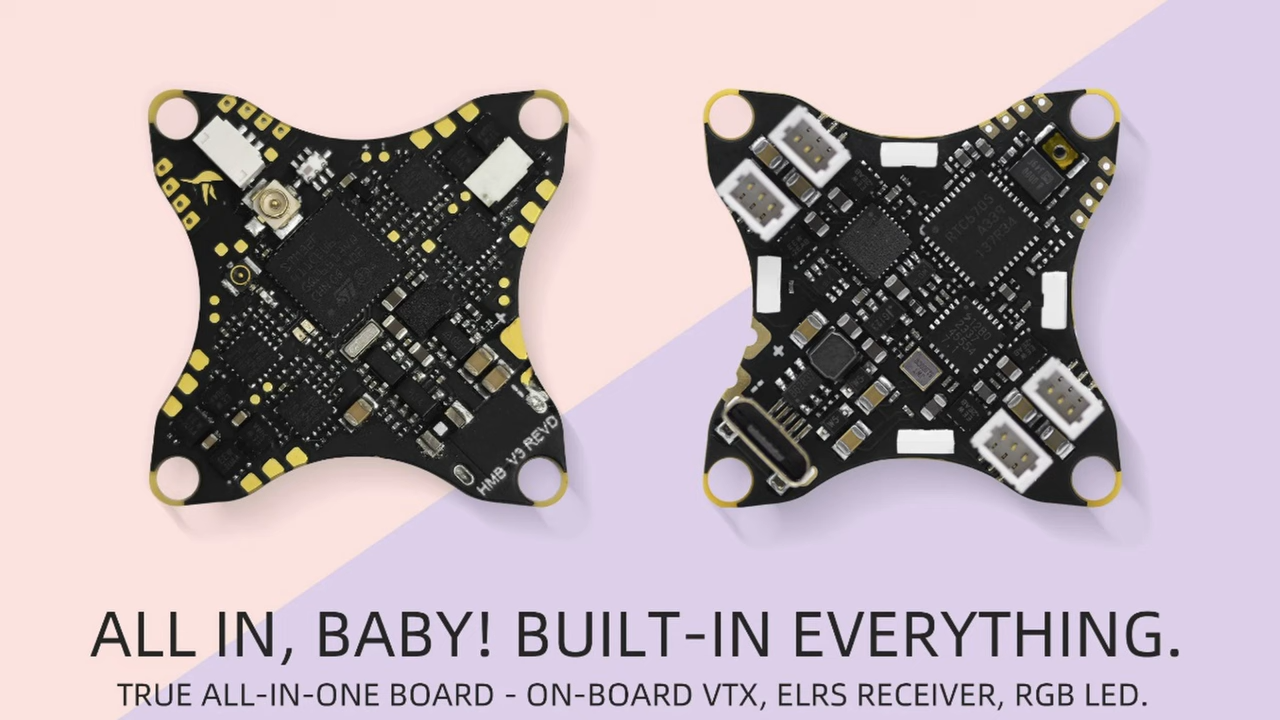 HMB V3 REVD
ALL IN, BABY! BUILT-IN EVERYTHING.
TRUE ALL-IN-ONE BOARD - ON-BOARD VTX, ELRS RECEIVER, RGB LED.